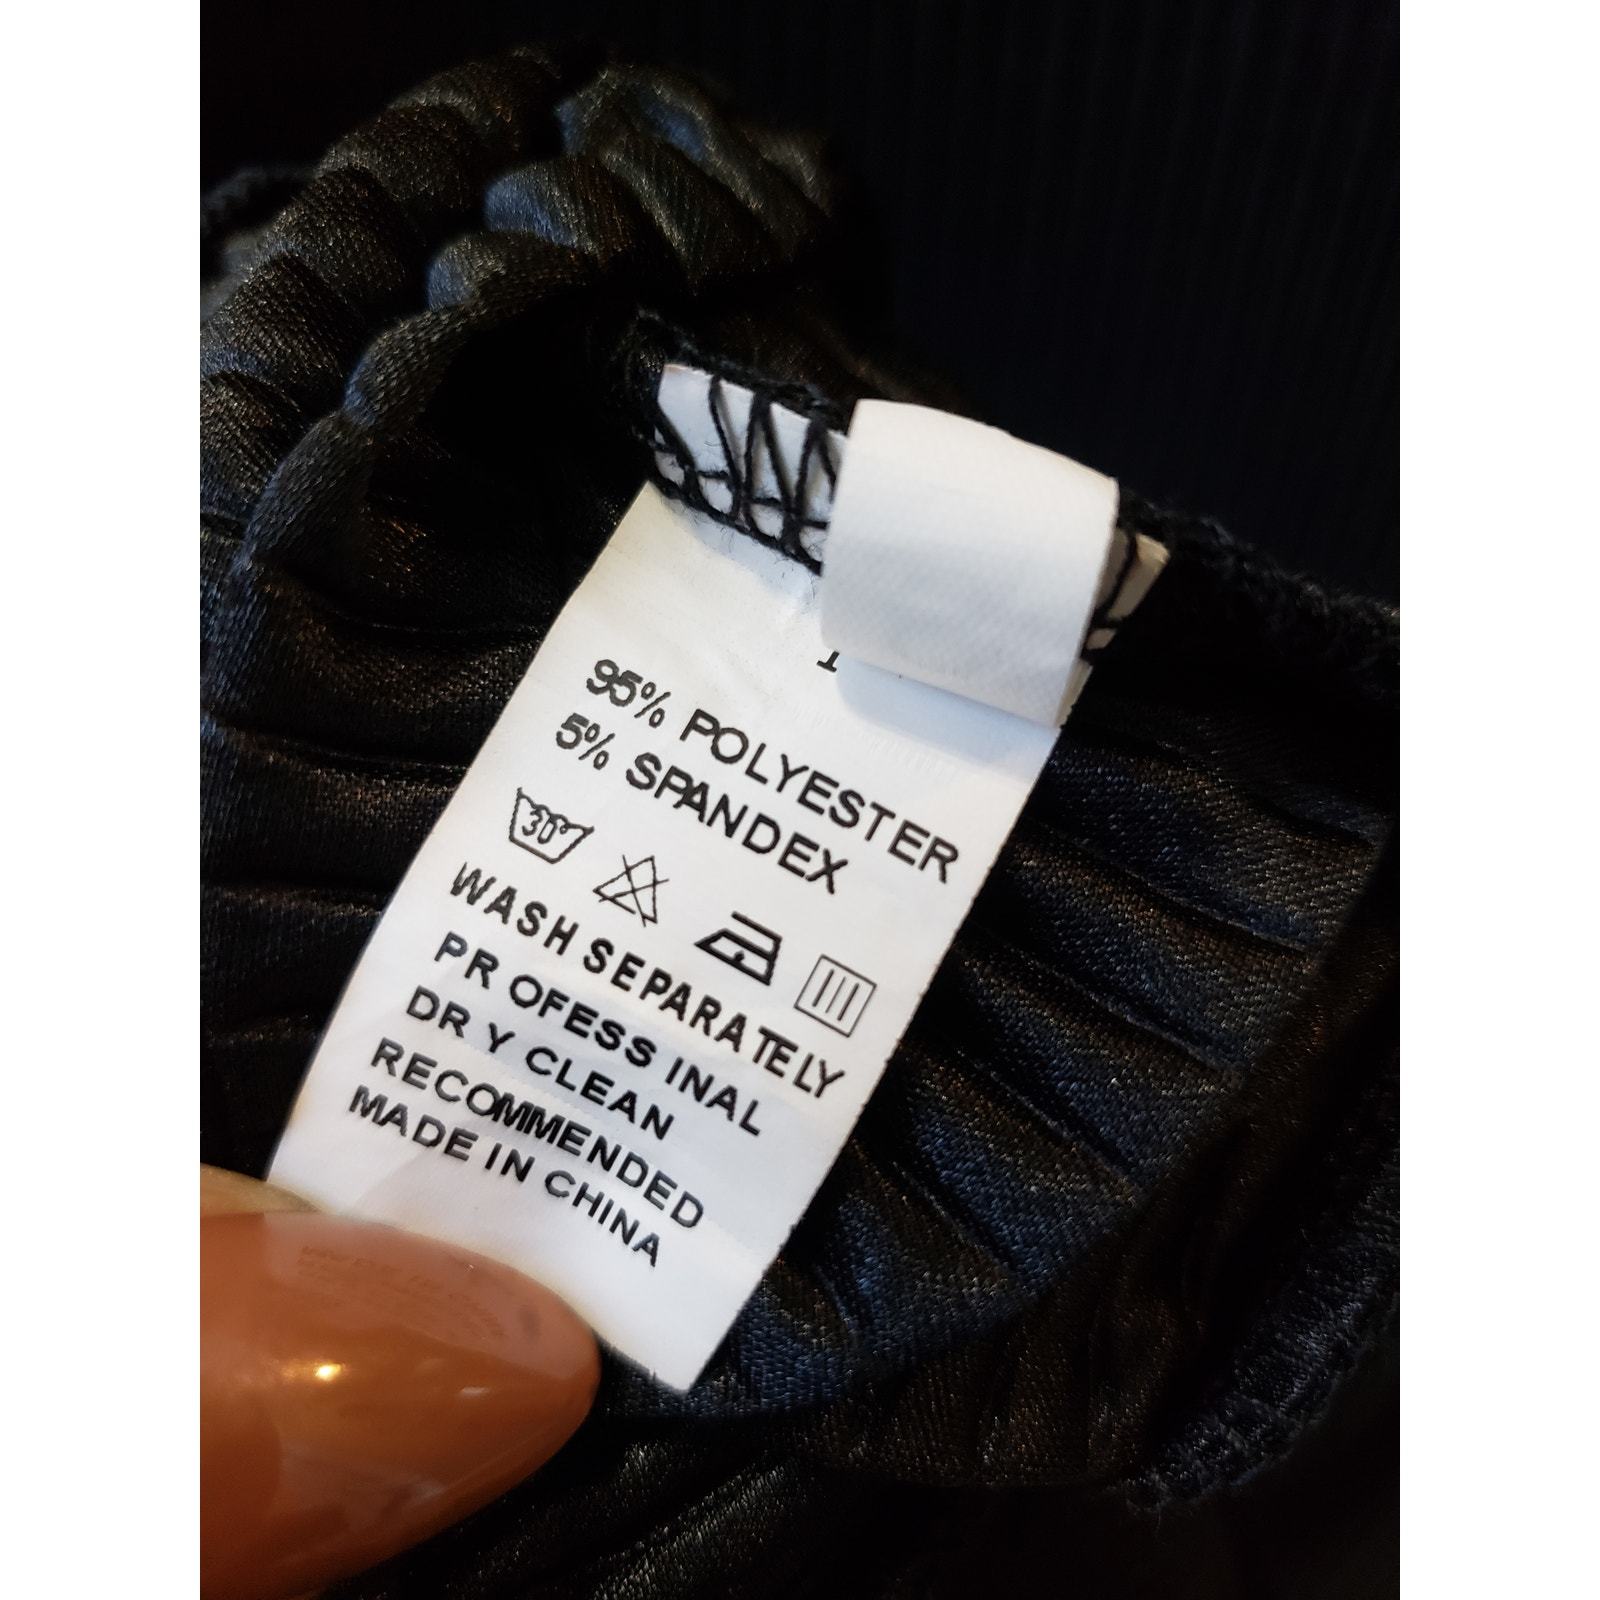 95% POLYESTER
5% SPANDEX
30
WASH SEPARATELY
PR OFESS INAL
DR Y CLEAN
RECOMMENDED
MADE IN CHINA